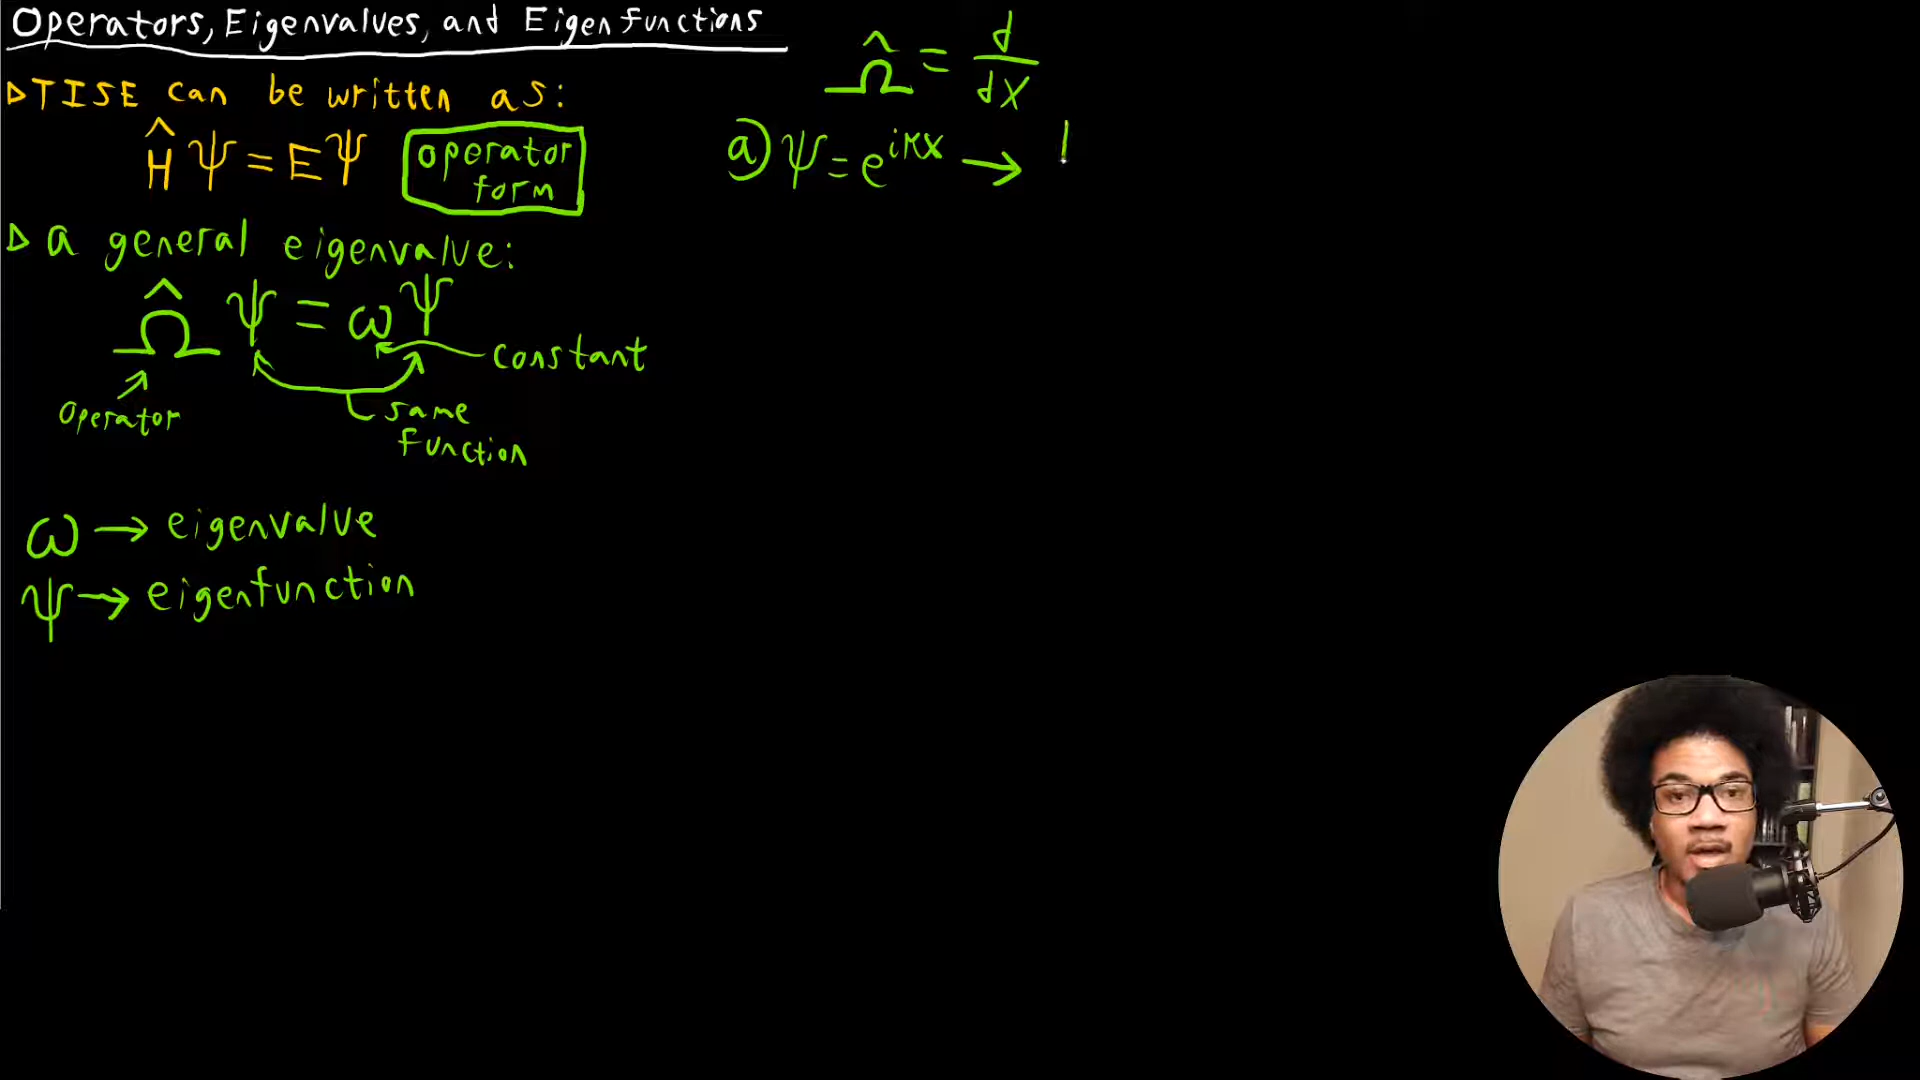 Operators, Eigenvalues, and Eigenfunctions
▷TISE can be written as:
Ĥψ = Eψ
operator
form
▷ a general eigenvalue:
Ω̂ ψ = ωψ
constant
Operator
same
function
ω → eigenvalue
ψ → eigenfunction
Ω̂ = d/dx
a) ψ = e^{ikx} →